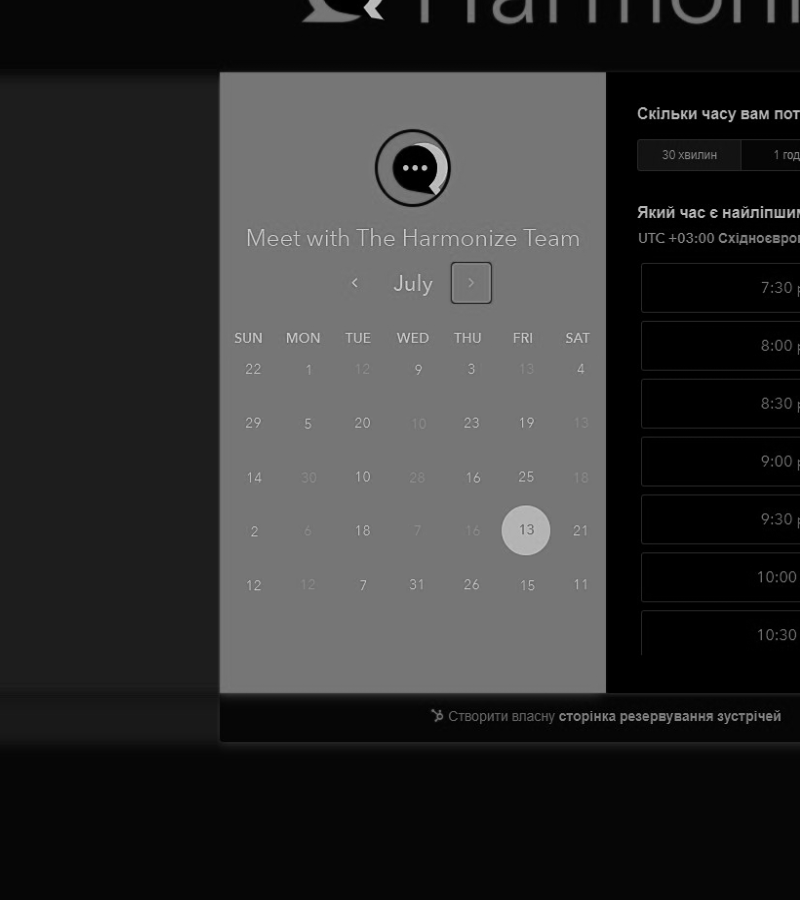 Harmoni
Meet with The Harmonize Team
July
SUN MON TUE WED THU FRI SAT
22 1 12 9 3 13 4
29 5 20 10 23 19 13
14 30 10 28 16 25 18
2 6 18 7 16 13 21
12 12 7 31 26 15 11
Скільки часу вам пот
30 хвилин 1 год
Який час є найліпшим
UTC +03:00 Східноєвро
7:30
8:00
8:30
9:00
9:30
10:00
10:30
Створити власну сторінка резервування зустрічей